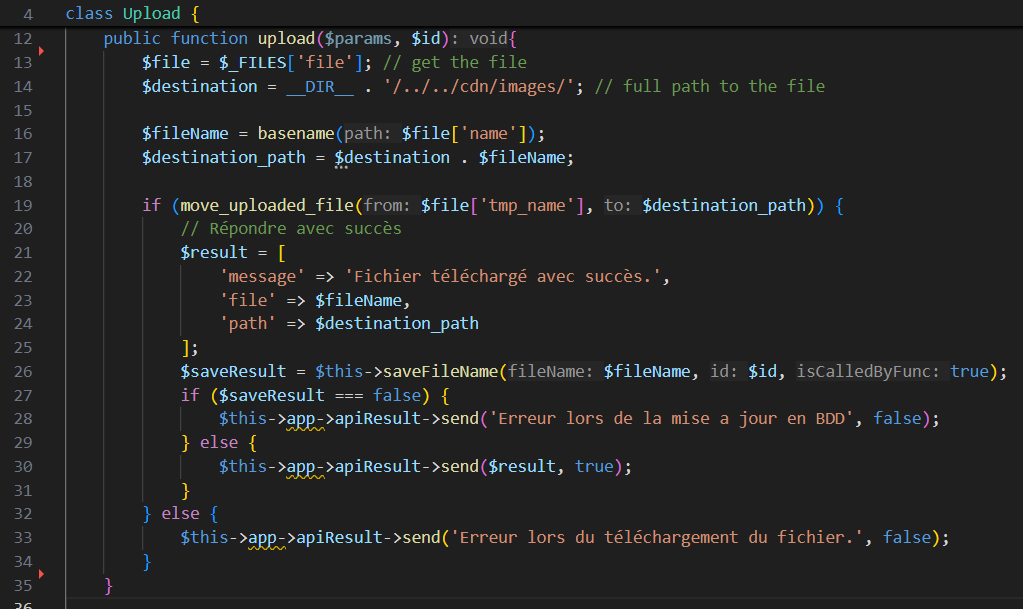 4 class Upload {
12 public function upload($params, $id): void{
13 $file = $_FILES['file']; // get the file
14 $destination = __DIR__ . '/../../cdn/images/'; // full path to the file
15
16 $fileName = basename(path: $file['name']);
17 $destination_path = $destination . $fileName;
18
19 if (move_uploaded_file(from: $file['tmp_name'], to: $destination_path)) {
20 // Répondre avec succès
21 $result = [
22 'message' => 'Fichier téléchargé avec succès.',
23 'file' => $fileName,
24 'path' => $destination_path
25 ];
26 $saveResult = $this->saveFileName(fileName: $fileName, id: $id, isCalledByFunc: true);
27 if ($saveResult === false) {
28 $this->app->apiResult->send('Erreur lors de la mise a jour en BDD', false);
29 } else {
30 $this->app->apiResult->send($result, true);
31 }
32 } else {
33 $this->app->apiResult->send('Erreur lors du téléchargement du fichier.', false);
34 }
35 }
36